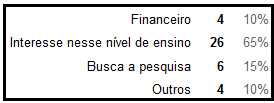 Financeiro 4 10%
Interesse nesse nível de ensino 26 65%
Busca a pesquisa 6 15%
Outros 4 10%